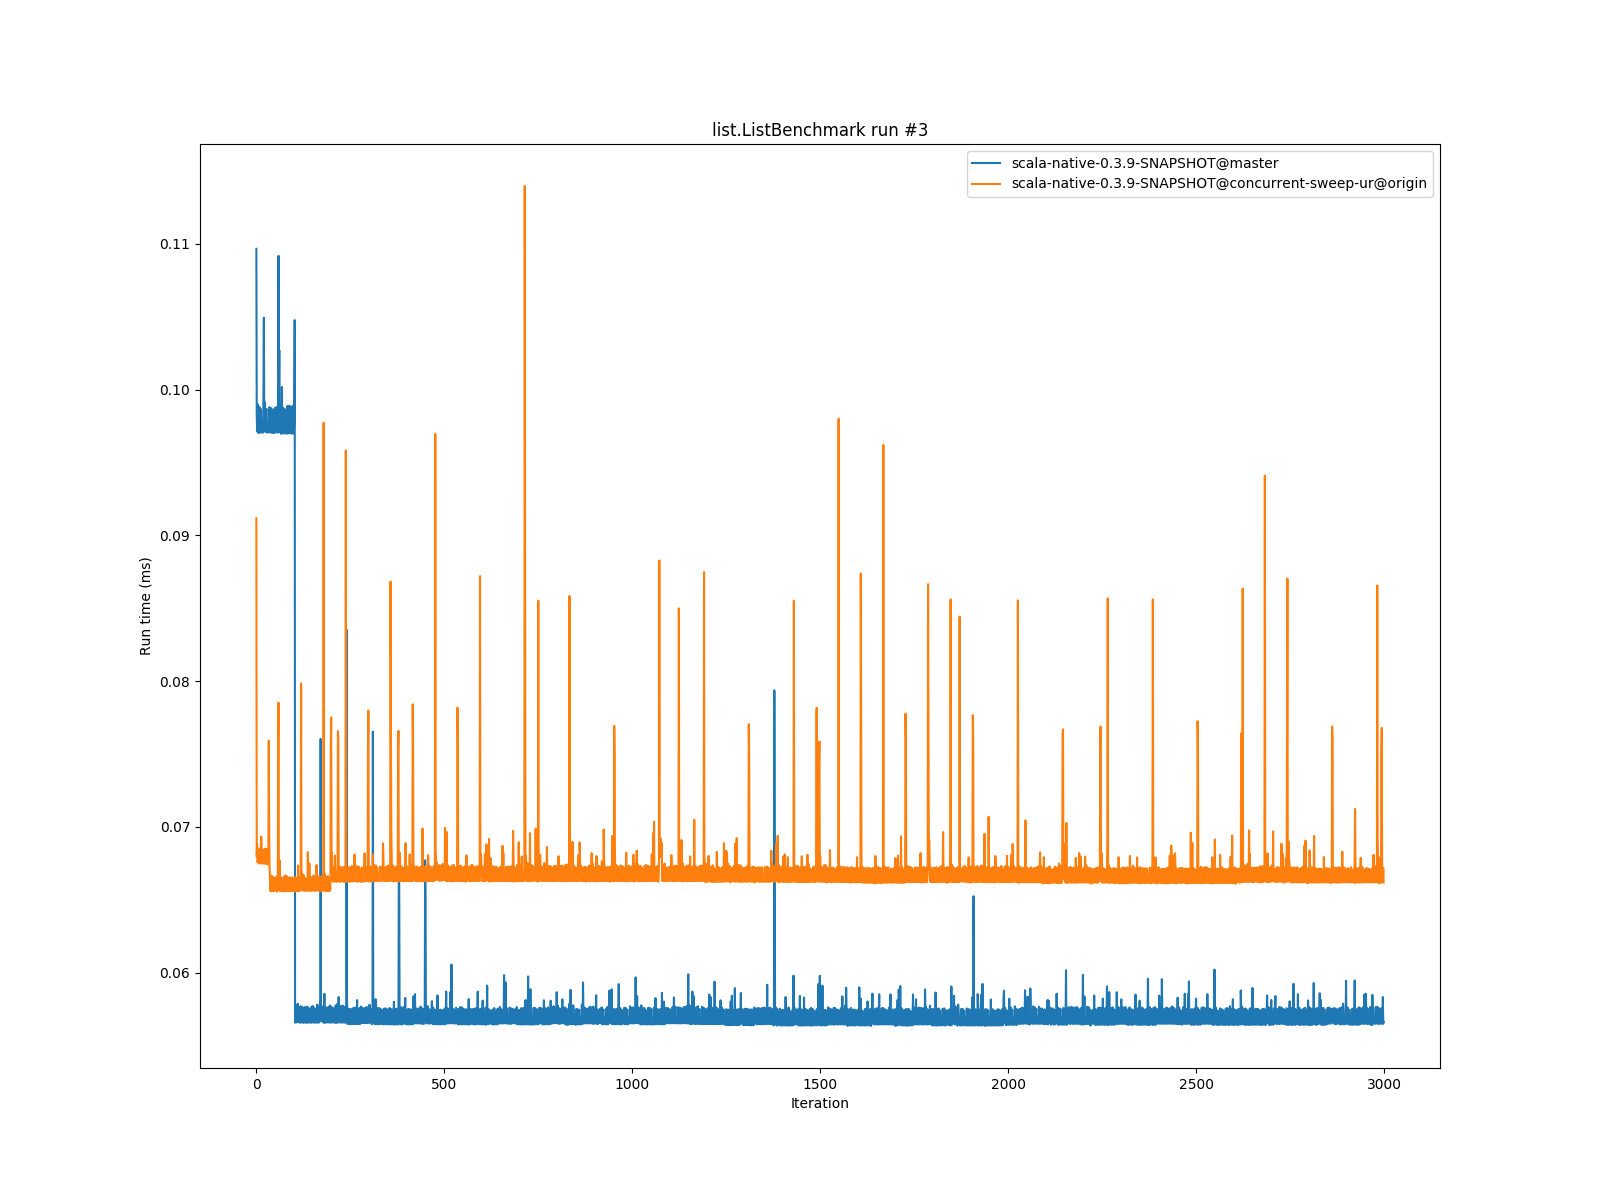 list.ListBenchmark run #3
scala-native-0.3.9-SNAPSHOT@master
scala-native-0.3.9-SNAPSHOT@concurrent-sweep-ur@origin
Run time (ms)
0.11
0.10
0.09
0.08
0.07
0.06
0 500 1000 1500 2000 2500 3000
Iteration